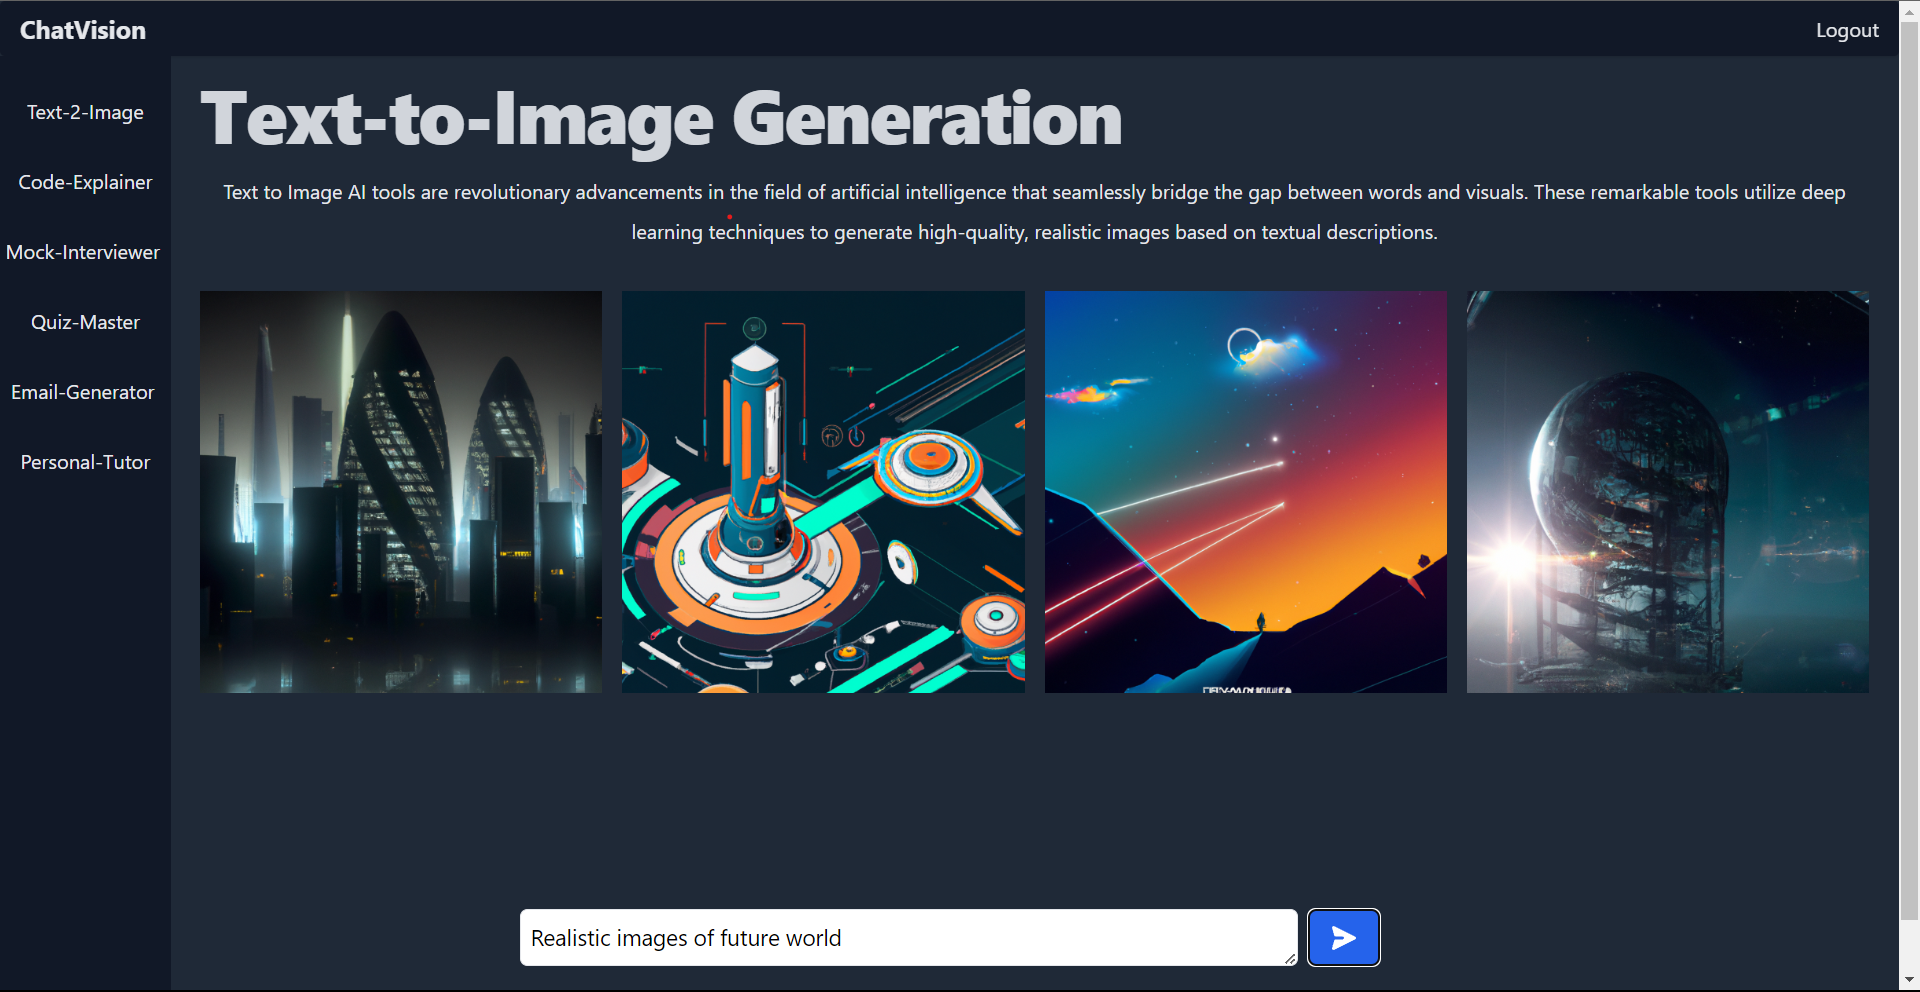 ChatVision
Logout
Text-2-Image
Code-Explainer
Mock-Interviewer
Quiz-Master
Email-Generator
Personal-Tutor
Text-to-Image Generation
Text to Image AI tools are revolutionary advancements in the field of artificial intelligence that seamlessly bridge the gap between words and visuals. These remarkable tools utilize deep
learning techniques to generate high-quality, realistic images based on textual descriptions.
Realistic images of future world